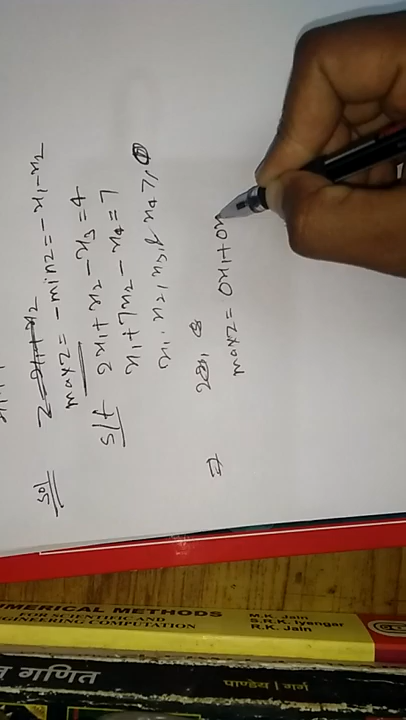 Sol
Z = x1 + x2
max z = - min z = - x1 - x2
S/t 2x1 + x2 - x3 = 4
x1 + 7x2 - x4 = 7
x1, x2, x3, & x4 ≥, 0
max z = 0x1 + 0x
NUMERICAL METHODS
FOR SCIENTIFIC AND
ENGINEERING COMPUTATION
M.K. Jain
S.R.K. Iyengar
R.K. Jain
गणित
पाण्डेय | गर्ग